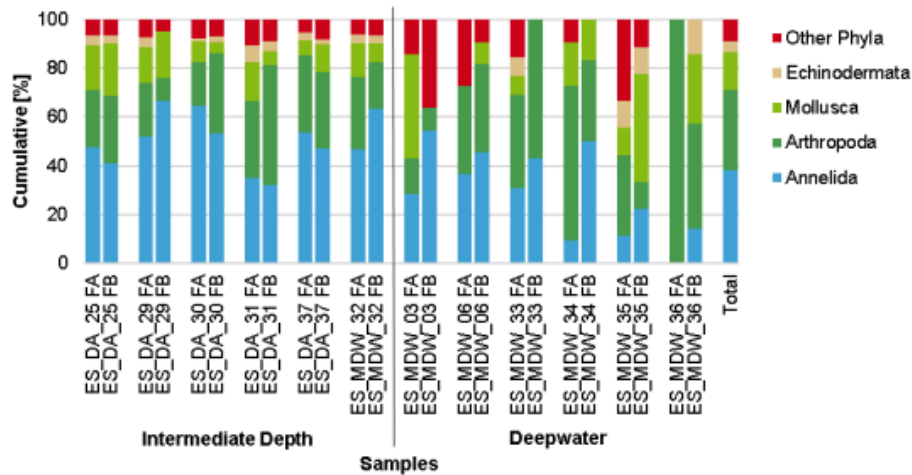 Cumulative [%]
100
80
60
40
20
0
Other Phyla
Echinodermata
Mollusca
Arthropoda
Annelida
ES_DA_25 FA
ES_DA_25 FB
ES_DA_29 FA
ES_DA_29 FB
ES_DA_30 FA
ES_DA_30 FB
ES_DA_31 FA
ES_DA_31 FB
ES_DA_37 FA
ES_DA_37 FB
ES_MDW_32 FA
ES_MDW_32 FB
ES_MDW_03 FA
ES_MDW_03 FB
ES_MDW_06 FA
ES_MDW_06 FB
ES_MDW_33 FA
ES_MDW_33 FB
ES_MDW_34 FA
ES_MDW_34 FB
ES_MDW_35 FA
ES_MDW_35 FB
ES_MDW_36 FA
ES_MDW_36 FB
Total
Intermediate Depth
Deepwater
Samples